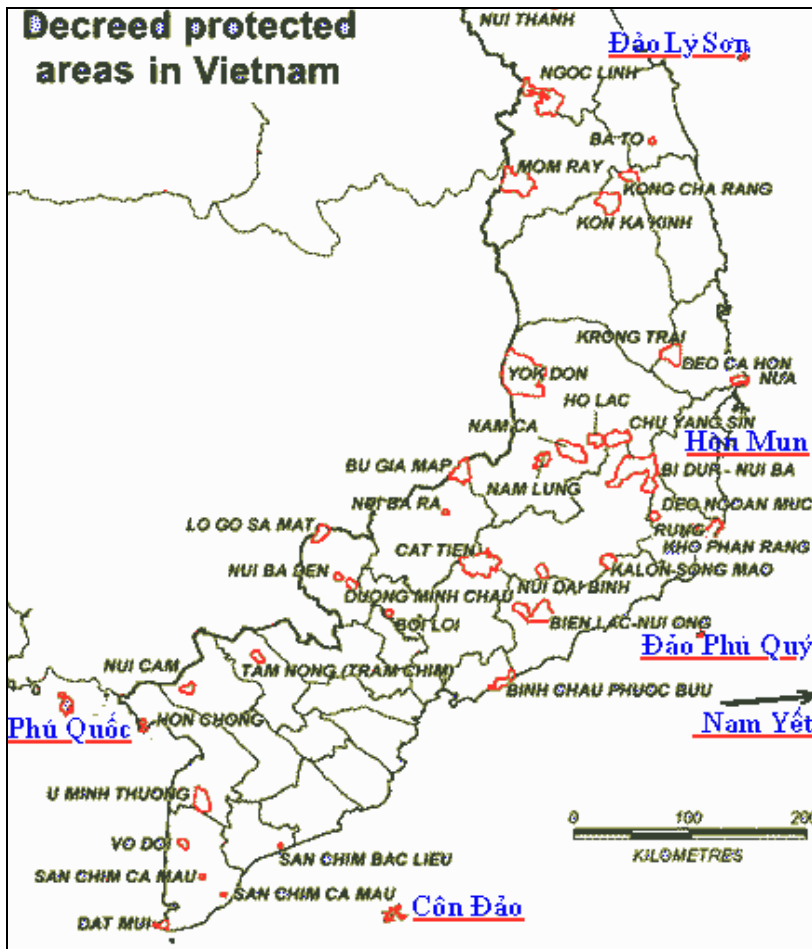 Decreed protected
areas in Vietnam
NUI THANH
Đảo Lý Sơn
NGOC LINH
BA TO
MOM RAY
KONG CHA RANG
KON KA KINH
KRONG TRAI
DEO CA HON
NUA
YOK DON
HO LAC
NAM CA
CHU YANG SIN
Hòn Mun
BU GIA MAP
BI DUP - NUI BA
NAM LUNG
NUI BA RA
DEO NGOAN MUC
LO GO SA MAT
RUNG
KHO PHAN RANG
CAT TIEN
KALON-SONG MAO
NUI BA DEN
NUI DAI BINH
DUONG MINH CHAU
BOI LOI
BIEN LAC-NUI ONG
Đảo Phú Quý
NUI CAM
TAM NONG (TRAM CHIM)
BINH CHAU PHUOC BUU
Phú Quốc
HON CHONG
Nam Yết
U MINH THUONG
0 100 200
KILOMETRES
VO DOI
SAN CHIM BAC LIEU
SAN CHIM CA MAU
SAN CHIM CA MAU
Côn Đảo
DAT MUI